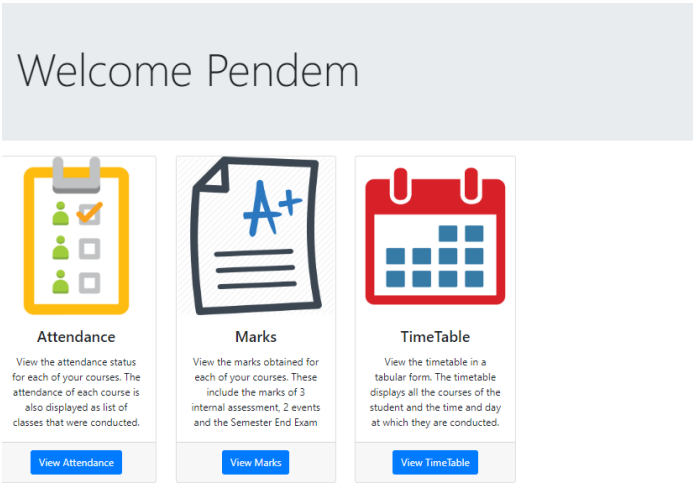 Welcome Pendem
A+
Attendance
View the attendance status
for each of your courses. The
attendance of each course is
also displayed as list of
classes that were conducted.
View Attendance
Marks
View the marks obtained for
each of your courses. These
include the marks of 3
internal assessment, 2 events
and the Semester End Exam
View Marks
TimeTable
View the timetable in a
tabular form. The timetable
displays all the courses of the
student and the time and day
at which they are conducted.
View TimeTable